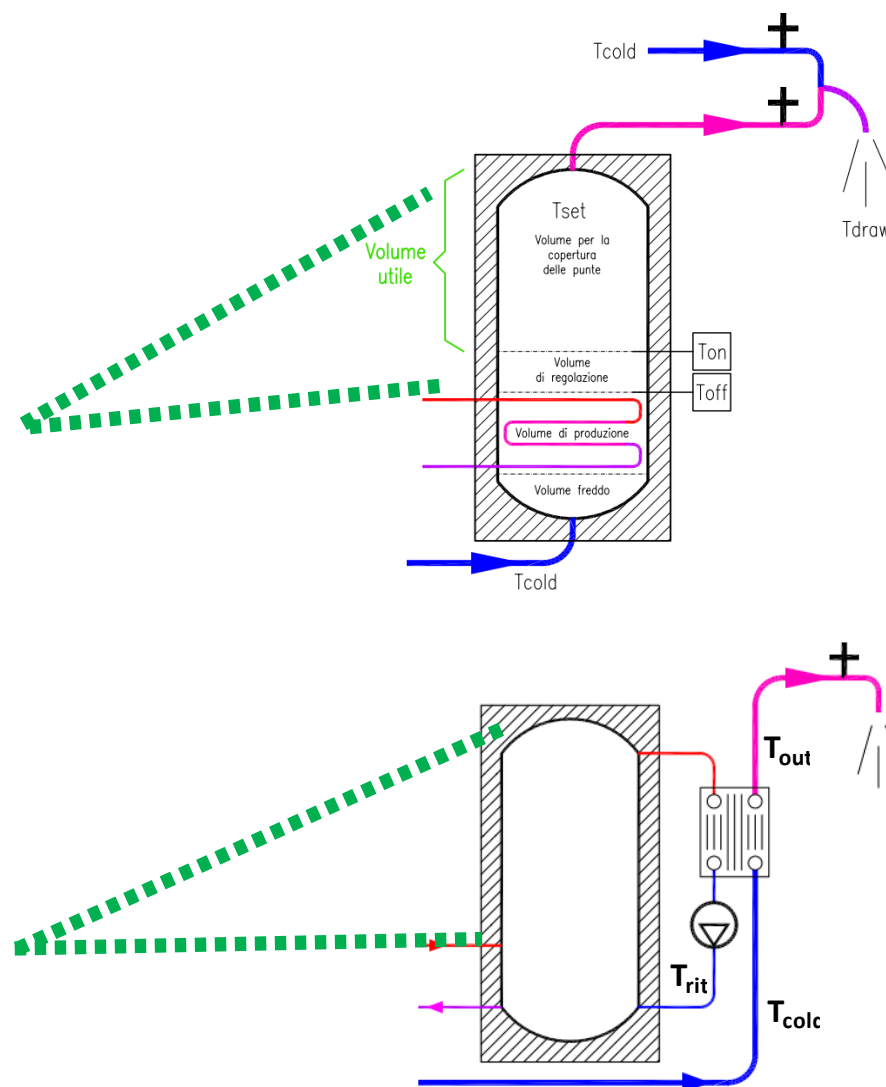 Tcold
Tdraw
Tset
Volume per la
copertura
delle punte
Volume
utile
Ton
Volume
di regolazione
Toff
Volume di produzione
Volume freddo
Tcold
Tout
Trit
Tcold